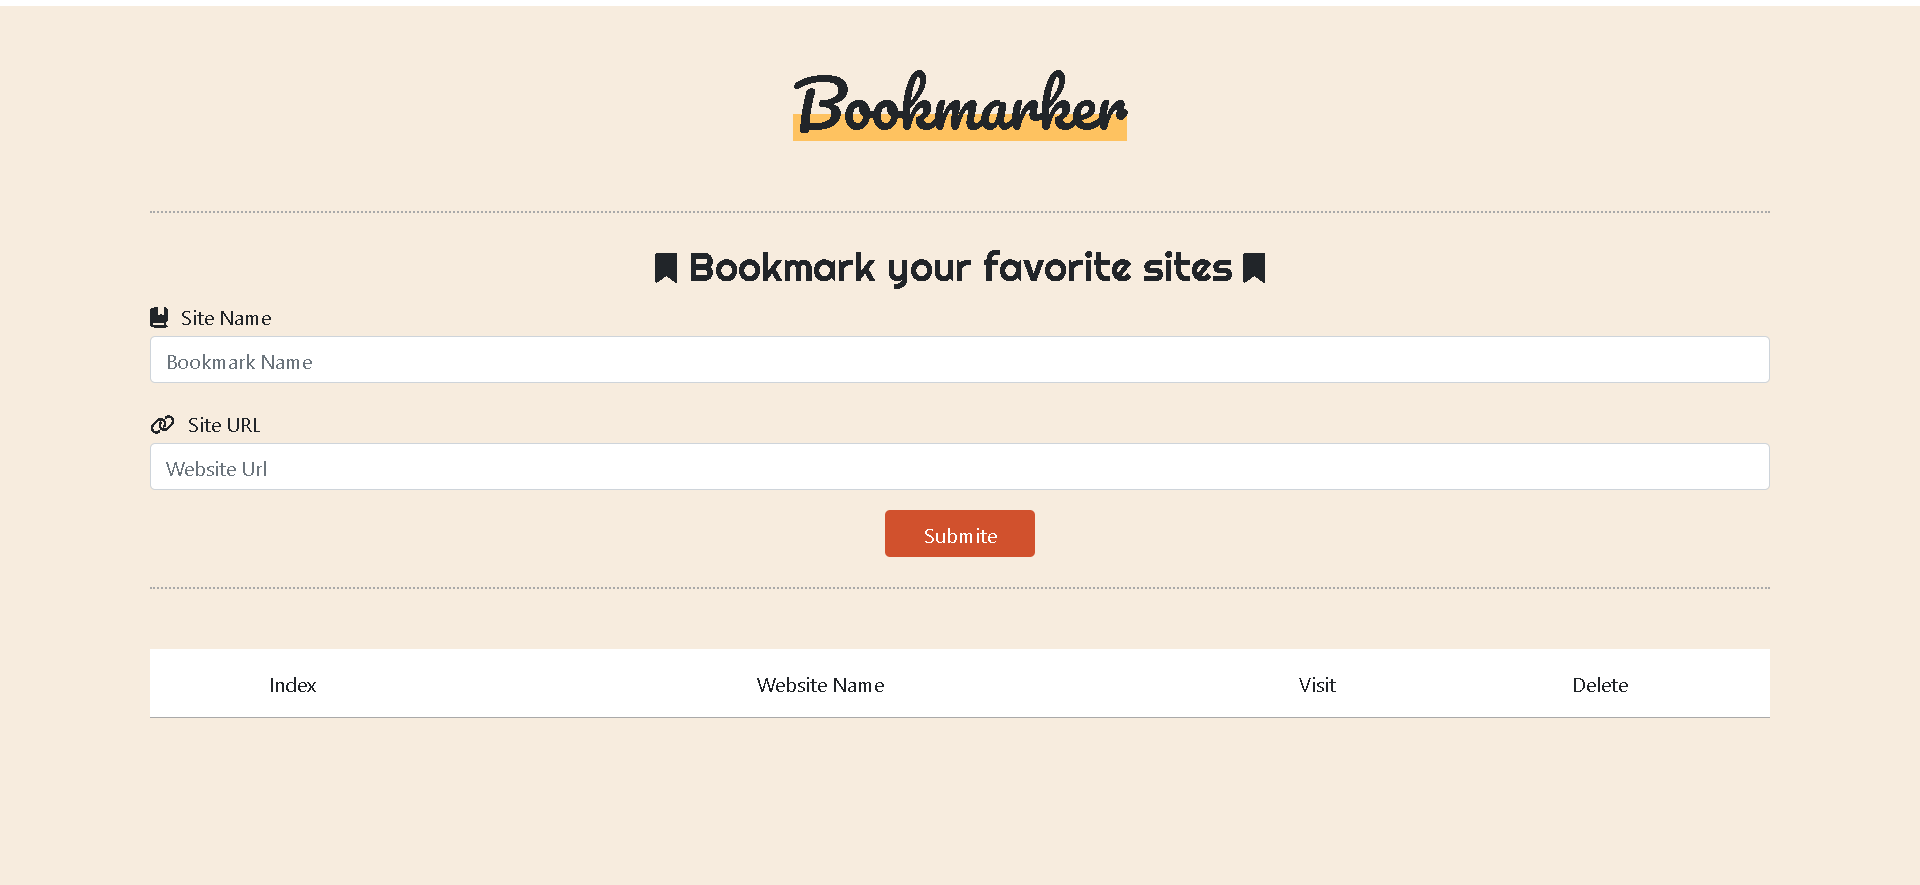 Bookmarker
Bookmark your favorite sites
Site Name
Bookmark Name
Site URL
Website Url
Submite
Index Website Name Visit Delete